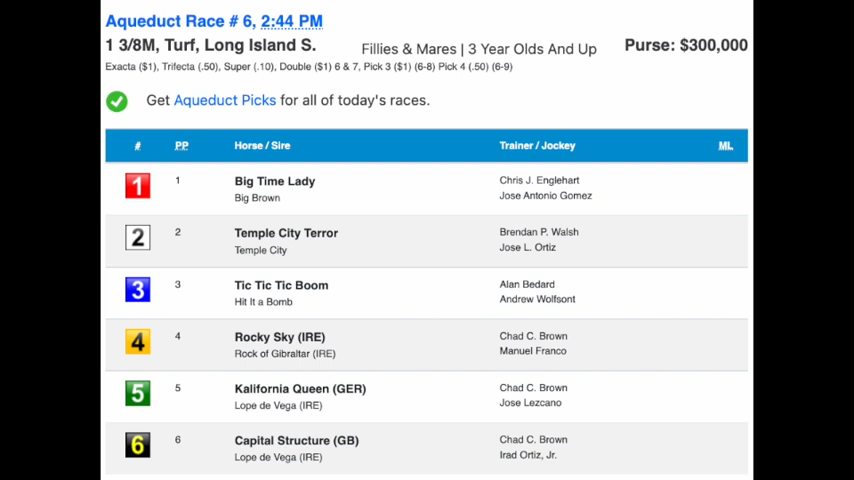 Aqueduct Race # 6, 2:44 PM
1 3/8M, Turf, Long Island S. Fillies & Mares | 3 Year Olds And Up Purse: $300,000
Exacta ($1), Trifecta (.50), Super (.10), Double ($1) 6 & 7, Pick 3 ($1) (6-8) Pick 4 (.50) (6-9)
Get Aqueduct Picks for all of today's races.
# PP Horse / Sire Trainer / Jockey ML
1 1 Big Time Lady Chris J. Englehart
Big Brown Jose Antonio Gomez
2 2 Temple City Terror Brendan P. Walsh
Temple City Jose L. Ortiz
3 3 Tic Tic Tic Boom Alan Bedard
Hit It a Bomb Andrew Wolfsont
4 4 Rocky Sky (IRE) Chad C. Brown
Rock of Gibraltar (IRE) Manuel Franco
5 5 Kalifornia Queen (GER) Chad C. Brown
Lope de Vega (IRE) Jose Lezcano
6 6 Capital Structure (GB) Chad C. Brown
Lope de Vega (IRE) Irad Ortiz, Jr.